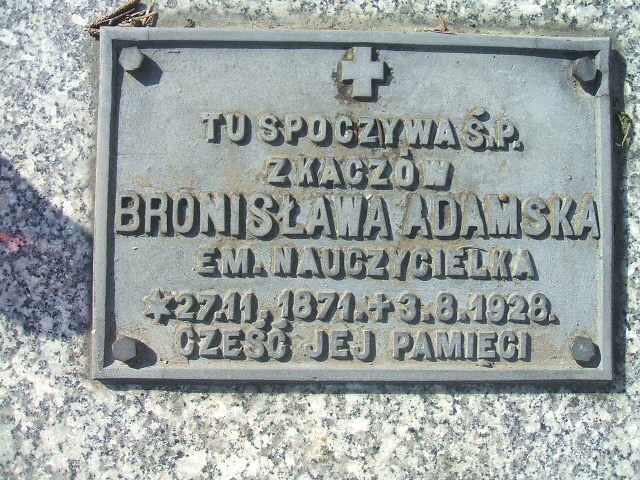 TU SPOCZYWA Ś.P.
Z KACZÓW
BRONISŁAWA ADAMSKA
EM. NAUCZYCIELKA
*27.11. 1871.+3.8.1928.
CZEŚĆ JEJ PAMIĘCI